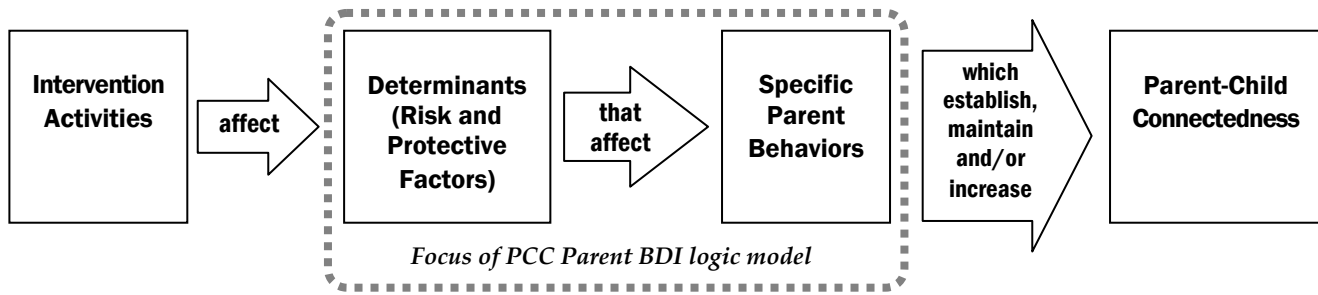 Intervention
Activities
affect
Determinants
(Risk and
Protective
Factors)
that
affect
Specific
Parent
Behaviors
which
establish,
maintain
and/or
increase
Parent-Child
Connectedness
Focus of PCC Parent BDI logic model